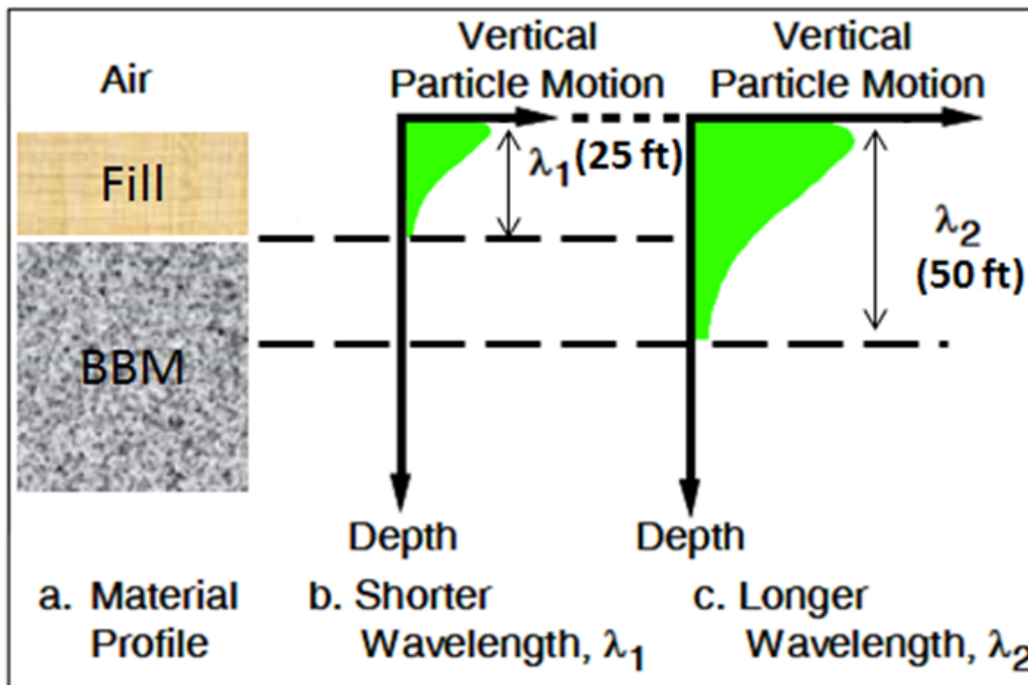 Air
Fill
BBM
a. Material
Profile
Vertical
Particle Motion
λ1 (25 ft)
Depth
b. Shorter
Wavelength, λ1
Vertical
Particle Motion
λ2
(50 ft)
Depth
c. Longer
Wavelength, λ2